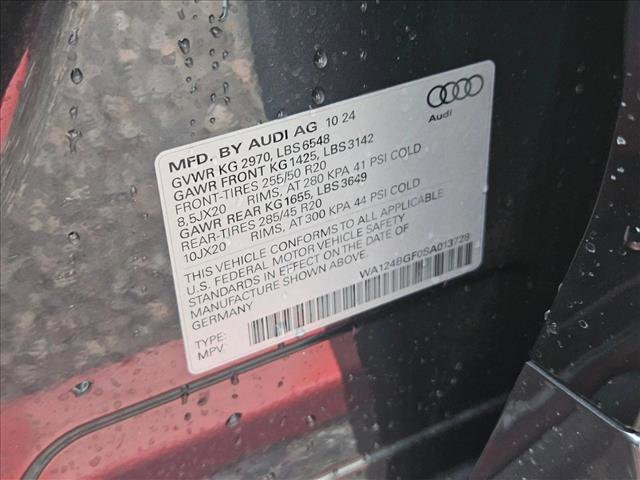 Audi
MFD. BY AUDI AG 10 24
GVWR KG 2970, LBS 6548
GAWR FRONT KG 1425, LBS 3142
FRONT-TIRES 255/50 R20
8,5JX20 RIMS, AT 280 KPA 41 PSI COLD
GAWR REAR KG 1655, LBS 3649
REAR-TIRES 285/45 R20
10JX20 RIMS, AT 300 KPA 44 PSI COLD
THIS VEHICLE CONFORMS TO ALL APPLICABLE
U.S. FEDERAL MOTOR VEHICLE SAFETY
STANDARDS IN EFFECT ON THE DATE OF
MANUFACTURE SHOWN ABOVE.
GERMANY
WA124BGF0SA013728
TYPE:
MPV